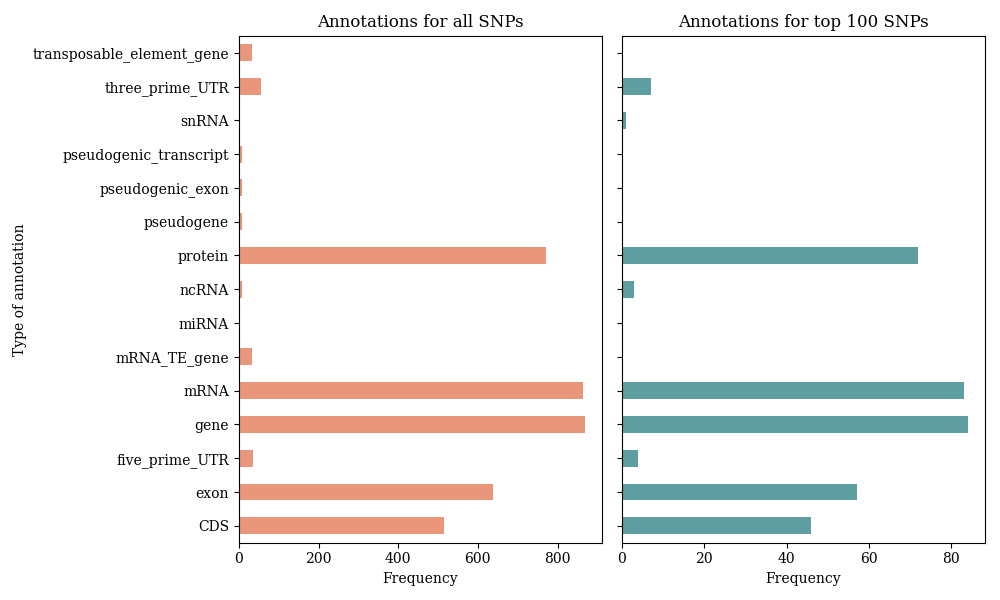 Annotations for all SNPs
Annotations for top 100 SNPs
Type of annotation
transposable_element_gene
three_prime_UTR
snRNA
pseudogenic_transcript
pseudogenic_exon
pseudogene
protein
ncRNA
miRNA
mRNA_TE_gene
mRNA
gene
five_prime_UTR
exon
CDS
0 200 400 600 800
0 20 40 60 80
Frequency
Frequency